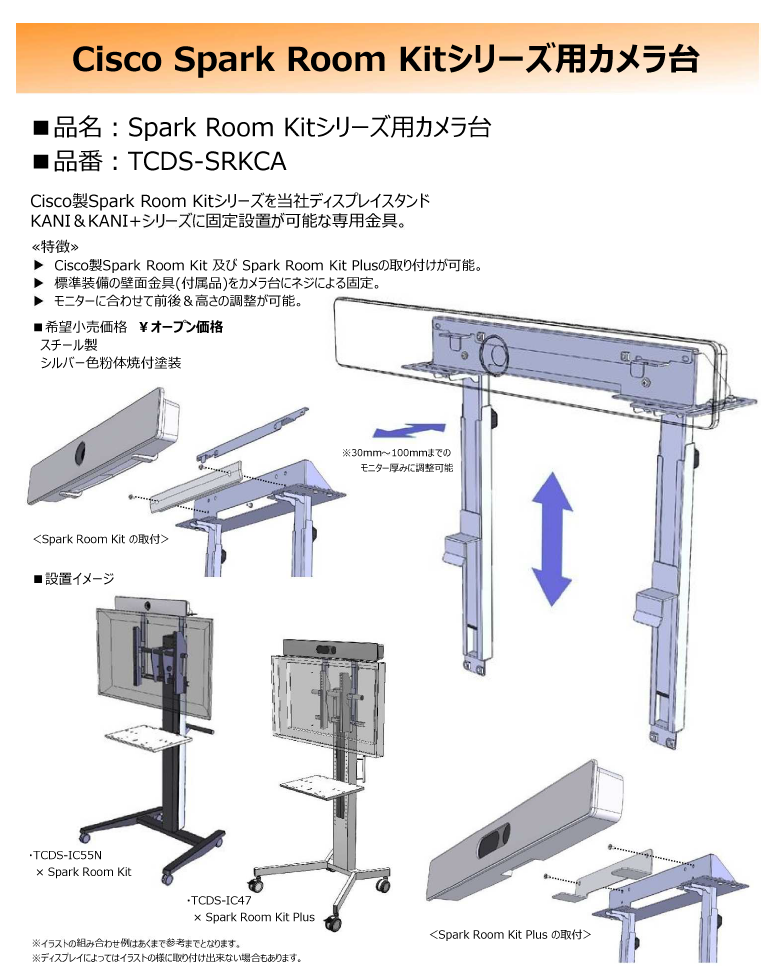 Cisco Spark Room Kitシリーズ用カメラ台
■品名：Spark Room Kitシリーズ用カメラ台
■品番：TCDS-SRKCA
Cisco製Spark Room Kitシリーズを当社ディスプレイスタンド
KANI＆KANI+シリーズに固定設置が可能な専用金具。
≪特徴≫
▶ Cisco製Spark Room Kit 及び Spark Room Kit Plusの取り付けが可能。
▶ 標準装備の壁面金具(付属品)をカメラ台にネジによる固定。
▶ モニターに合わせて前後＆高さの調整が可能。
■希望小売価格 ￥オープン価格
スチール製
シルバー色粉体焼付塗装
※30mm～100mmまでの
モニター厚みに調整可能
＜Spark Room Kit の取付＞
■設置イメージ
・TCDS-IC55N
× Spark Room Kit
・TCDS-IC47
× Spark Room Kit Plus
＜Spark Room Kit Plus の取付＞
※イラストの組み合わせ例はあくまで参考までとなります。
※ディスプレイによってはイラストの様に取り付け出来ない場合もあります。